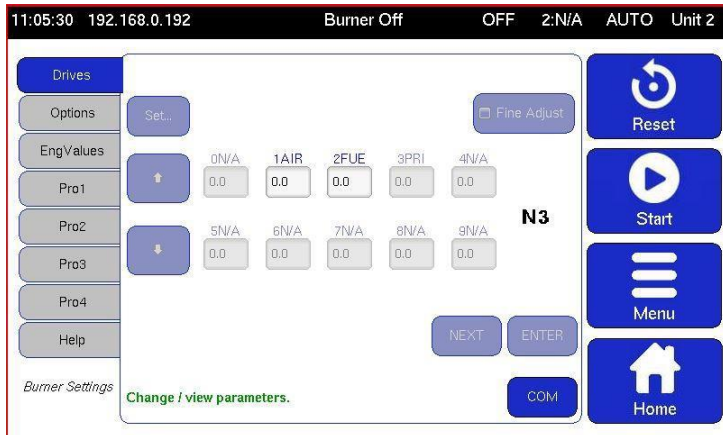 11:05:30 192.168.0.192 Burner Off OFF 2:N/A AUTO Unit 2
Drives
Options
EngValues
Pro1
Pro2
Pro3
Pro4
Help
Burner Settings
Set...
Fine Adjust
0N/A 1AIR 2FUE 3PRI 4N/A
0.0 0.0 0.0 0.0 0.0
N3
5N/A 6N/A 7N/A 8N/A 9N/A
0.0 0.0 0.0 0.0 0.0
NEXT ENTER
Change / view parameters.
COM
Reset
Start
Menu
Home